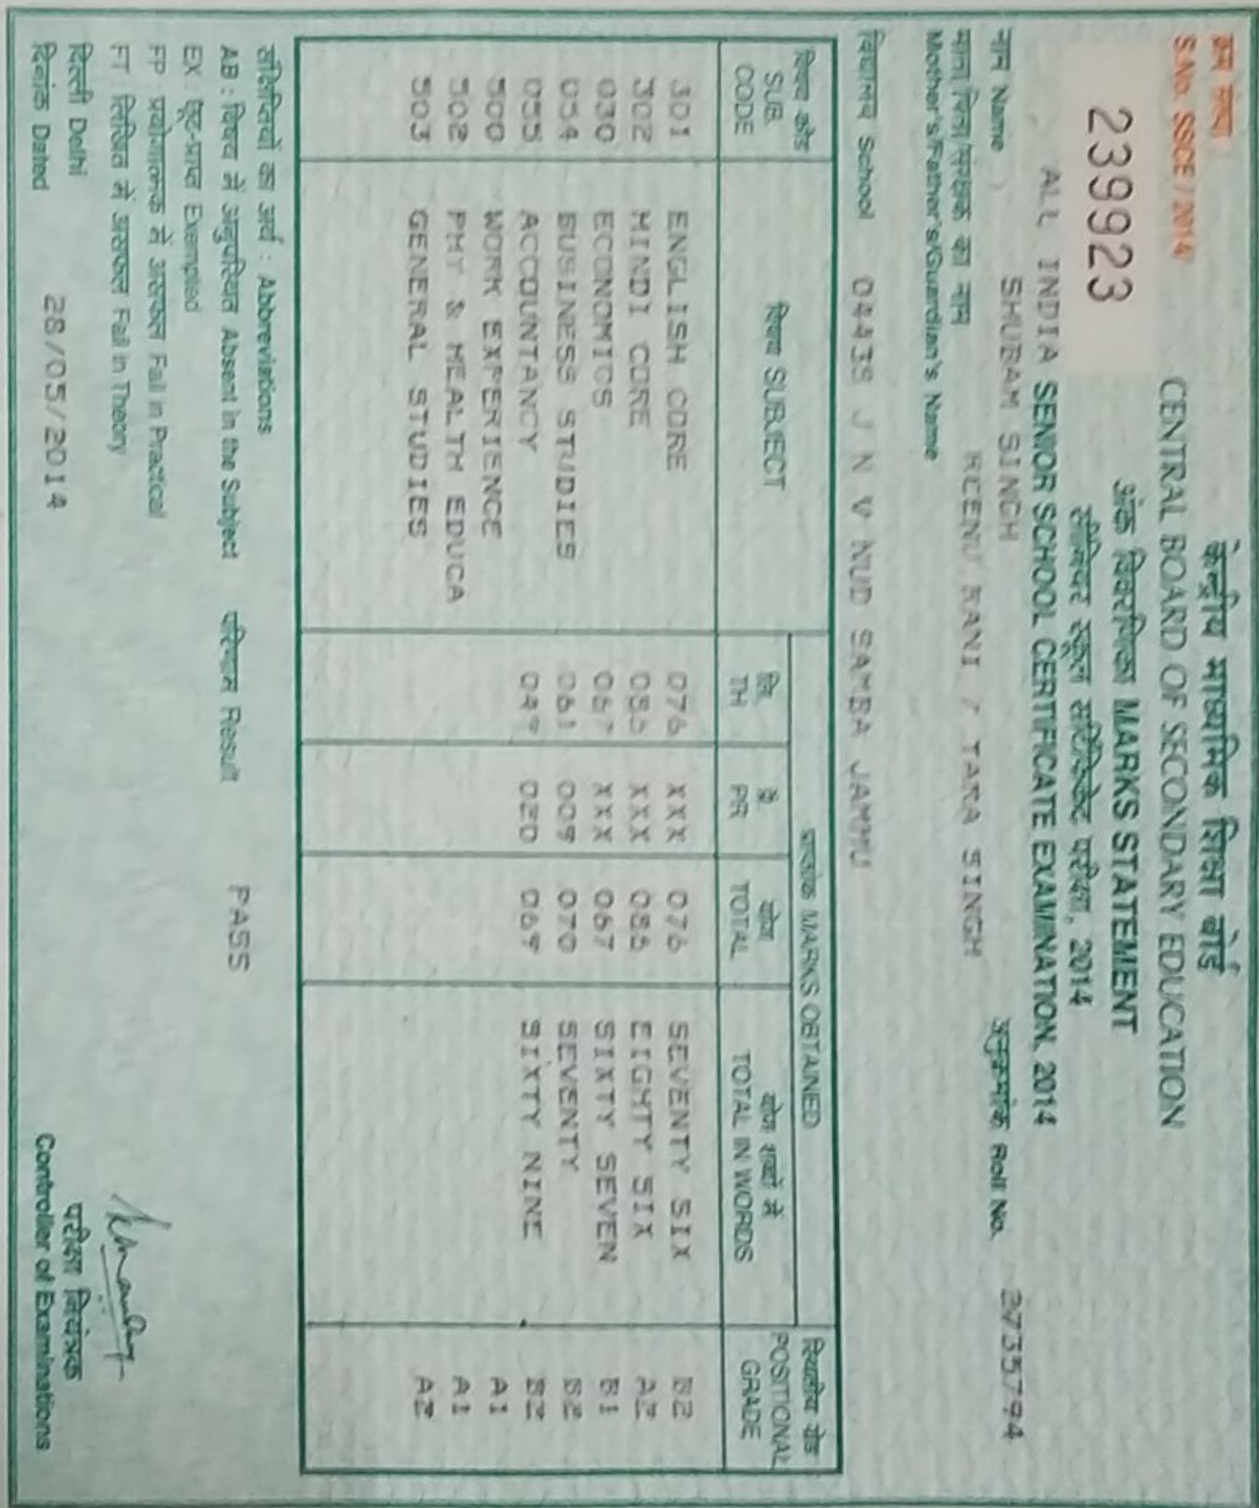 क्रम संख्या
S.No. SSCE / 2014/
239923
केन्द्रीय माध्यमिक शिक्षा बोर्ड
CENTRAL BOARD OF SECONDARY EDUCATION
अंक विवरणिका MARKS STATEMENT
सीनियर स्कूल सर्टिफिकेट परीक्षा, 2014
ALL INDIA SENIOR SCHOOL CERTIFICATE EXAMINATION, 2014
नाम Name SHUBAM SINGH अनुक्रमांक Roll No. 2735794
माता/पिता/संरक्षक का नाम REENU RANI / TARA SINGH
Mother's/Father's/Guardian's Name
विद्यालय School 04439 J N V NUD SAMBA JAMMU
विषय कोड SUB. CODE विषय SUBJECT प्राप्तांक MARKS OBTAINED स्थानीय ग्रेड POSITIONAL GRADE
लि. TH प्रै. PR योग TOTAL योग शब्दों में TOTAL IN WORDS
301 ENGLISH CORE 076 XXX 076 SEVENTY SIX B2
302 HINDI CORE 086 XXX 086 EIGHTY SIX A2
030 ECONOMICS 067 XXX 067 SIXTY SEVEN B1
054 BUSINESS STUDIES 061 009 070 SEVENTY B2
055 ACCOUNTANCY 049 020 069 SIXTY NINE B2
500 WORK EXPERIENCE A1
502 PHY & HEALTH EDUCA A1
503 GENERAL STUDIES A2
संक्षिप्तियों का अर्थ : Abbreviations
AB : विषय में अनुपस्थित Absent in the Subject परिणाम Result PASS
EX : छूट-प्राप्त Exempted
FP : प्रयोगात्मक में असफल Fail in Practical
FT : लिखित में असफल Fail in Theory
दिल्ली Delhi
दिनांक Dated 28/05/2014
परीक्षा नियंत्रक
Controller of Examinations